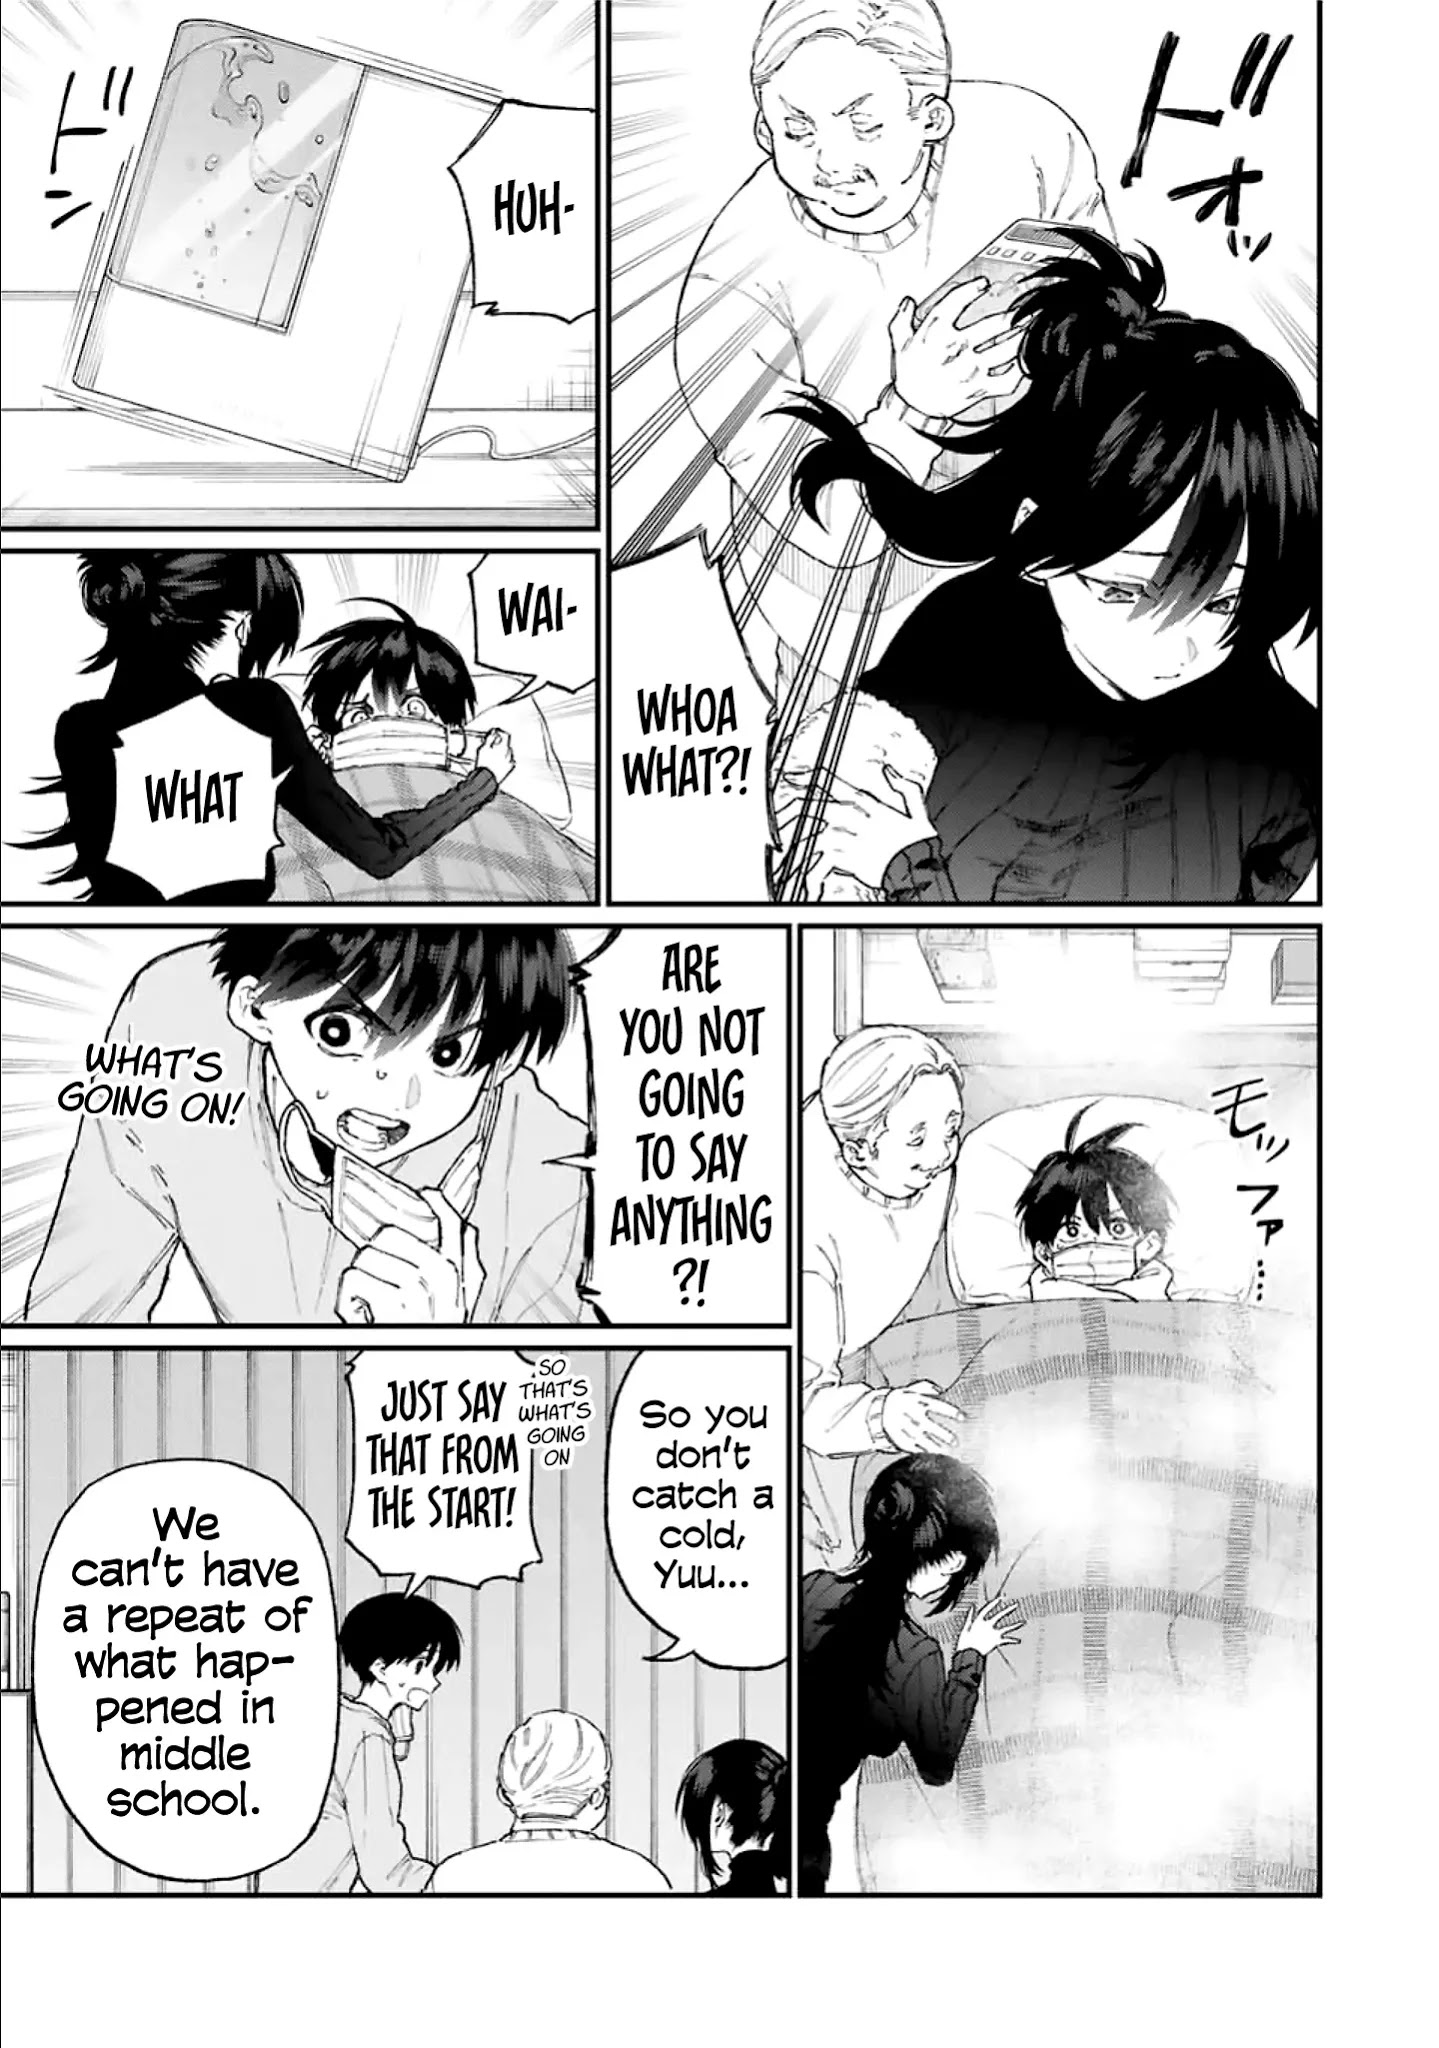 ドオッ
WHOA
WHAT?!
ドン
HUH-
WAI-
WHAT
モッファ……
ARE
YOU NOT
GOING
TO SAY
ANYTHING
?!
WHAT'S
GOING ON!
So you
don't
catch a
cold,
Yuu...
SO
THAT'S
WHAT'S
GOING
ON
JUST SAY
THAT FROM
THE START!
We
can't have
a repeat of
what hap-
pened in
middle
school.